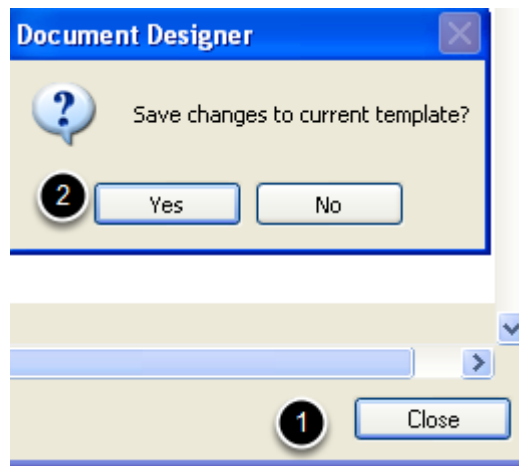 Document Designer
Save changes to current template?
2 Yes No
1 Close